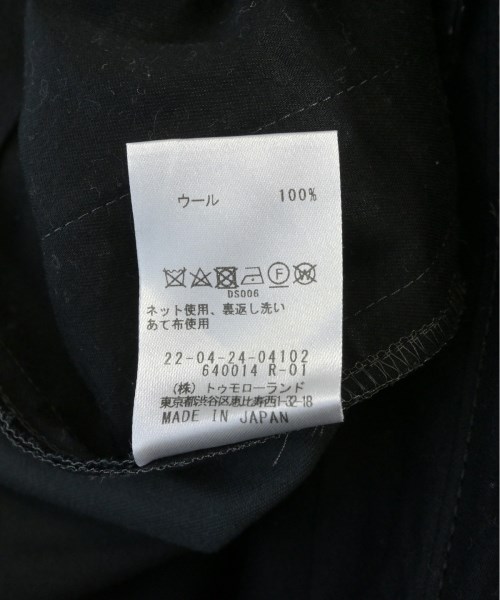 ウール 100%
F W
DS006
ネット使用、裏返し洗い
あて布使用
22-04-24-04102
640014 R-01
(株) トゥモローランド
東京都渋谷区恵比寿西1-32-18
MADE IN JAPAN